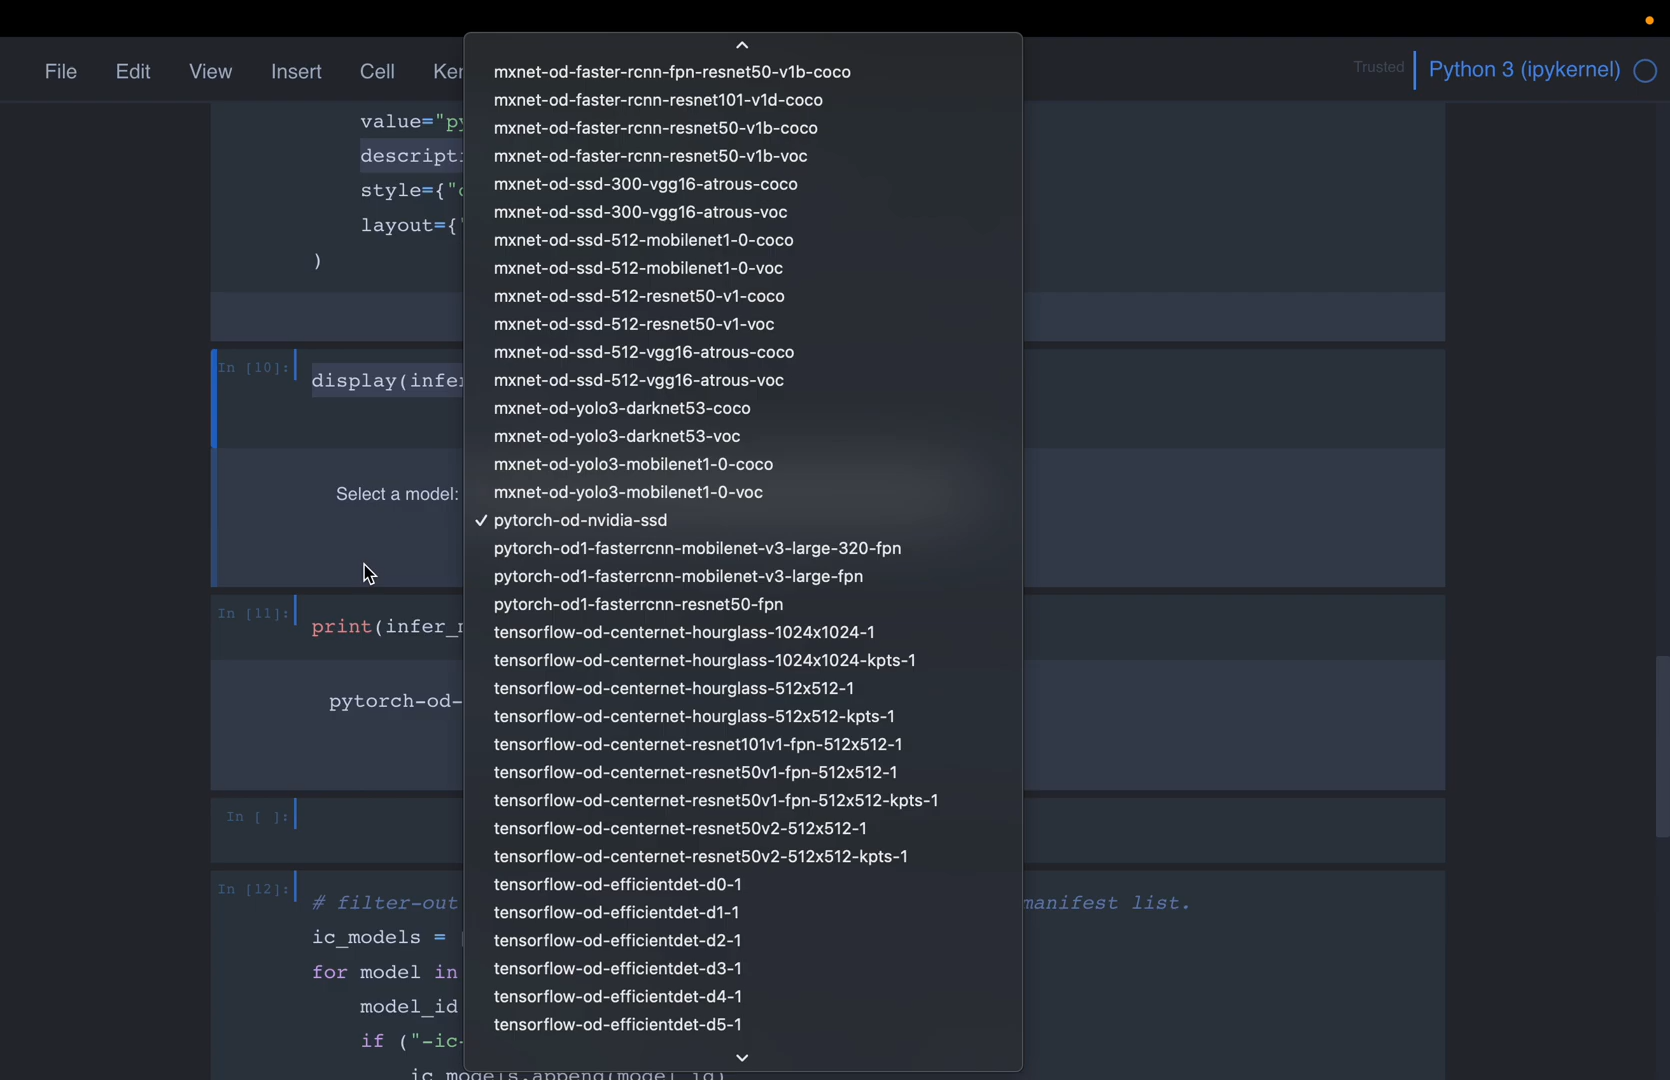 File Edit View Insert Cell Ker Trusted Python 3 (ipykernel)
value="py
descripti
style={"d
layout={"
)
In [10]: display(infer
Select a model:
mxnet-od-faster-rcnn-fpn-resnet50-v1b-coco
mxnet-od-faster-rcnn-resnet101-v1d-coco
mxnet-od-faster-rcnn-resnet50-v1b-coco
mxnet-od-faster-rcnn-resnet50-v1b-voc
mxnet-od-ssd-300-vgg16-atrous-coco
mxnet-od-ssd-300-vgg16-atrous-voc
mxnet-od-ssd-512-mobilenet1-0-coco
mxnet-od-ssd-512-mobilenet1-0-voc
mxnet-od-ssd-512-resnet50-v1-coco
mxnet-od-ssd-512-resnet50-v1-voc
mxnet-od-ssd-512-vgg16-atrous-coco
mxnet-od-ssd-512-vgg16-atrous-voc
mxnet-od-yolo3-darknet53-coco
mxnet-od-yolo3-darknet53-voc
mxnet-od-yolo3-mobilenet1-0-coco
mxnet-od-yolo3-mobilenet1-0-voc
✓ pytorch-od-nvidia-ssd
pytorch-od1-fasterrcnn-mobilenet-v3-large-320-fpn
pytorch-od1-fasterrcnn-mobilenet-v3-large-fpn
pytorch-od1-fasterrcnn-resnet50-fpn
tensorflow-od-centernet-hourglass-1024x1024-1
tensorflow-od-centernet-hourglass-1024x1024-kpts-1
tensorflow-od-centernet-hourglass-512x512-1
tensorflow-od-centernet-hourglass-512x512-kpts-1
tensorflow-od-centernet-resnet101v1-fpn-512x512-1
tensorflow-od-centernet-resnet50v1-fpn-512x512-1
tensorflow-od-centernet-resnet50v1-fpn-512x512-kpts-1
tensorflow-od-centernet-resnet50v2-512x512-1
tensorflow-od-centernet-resnet50v2-512x512-kpts-1
tensorflow-od-efficientdet-d0-1
tensorflow-od-efficientdet-d1-1
tensorflow-od-efficientdet-d2-1
tensorflow-od-efficientdet-d3-1
tensorflow-od-efficientdet-d4-1
tensorflow-od-efficientdet-d5-1
In [11]: print(infer_
pytorch-od-
In [ ]:
In [12]: # filter-out manifest list.
ic_models =
for model in
model_id
if ("-ic-
ic_models.append(model_id)